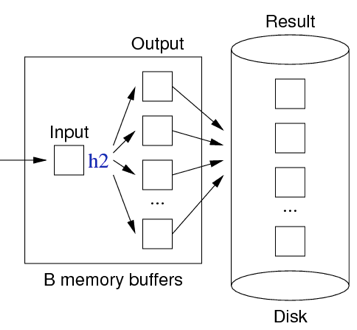 Result
Output
Input
h2
...
...
B memory buffers
Disk